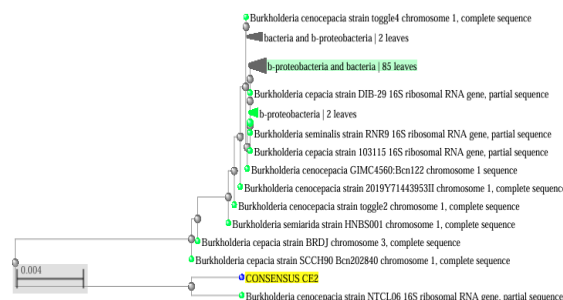 Burkholderia cenocepacia strain toggle4 chromosome 1, complete sequence
bacteria and b-proteobacteria | 2 leaves
b-proteobacteria and bacteria | 85 leaves
Burkholderia cepacia strain DIB-29 16S ribosomal RNA gene, partial sequence
b-proteobacteria | 2 leaves
Burkholderia seminalis strain RNR9 16S ribosomal RNA gene, partial sequence
Burkholderia cepacia strain 103115 16S ribosomal RNA gene, partial sequence
Burkholderia cenocepacia GIMC4560:Bcn122 chromosome 1 sequence
Burkholderia cenocepacia strain 2019Y71443953II chromosome 1, complete sequence
Burkholderia cenocepacia strain toggle2 chromosome 1, complete sequence
Burkholderia semiarida strain HNBS001 chromosome 1, complete sequence
Burkholderia cepacia strain BRDJ chromosome 3, complete sequence
Burkholderia cepacia strain SCCH90 Bcn202840 chromosome 1, complete sequence
0.004
CONSENSUS CE2
Burkholderia cenocepacia strain NTCL06 16S ribosomal RNA gene, partial sequence